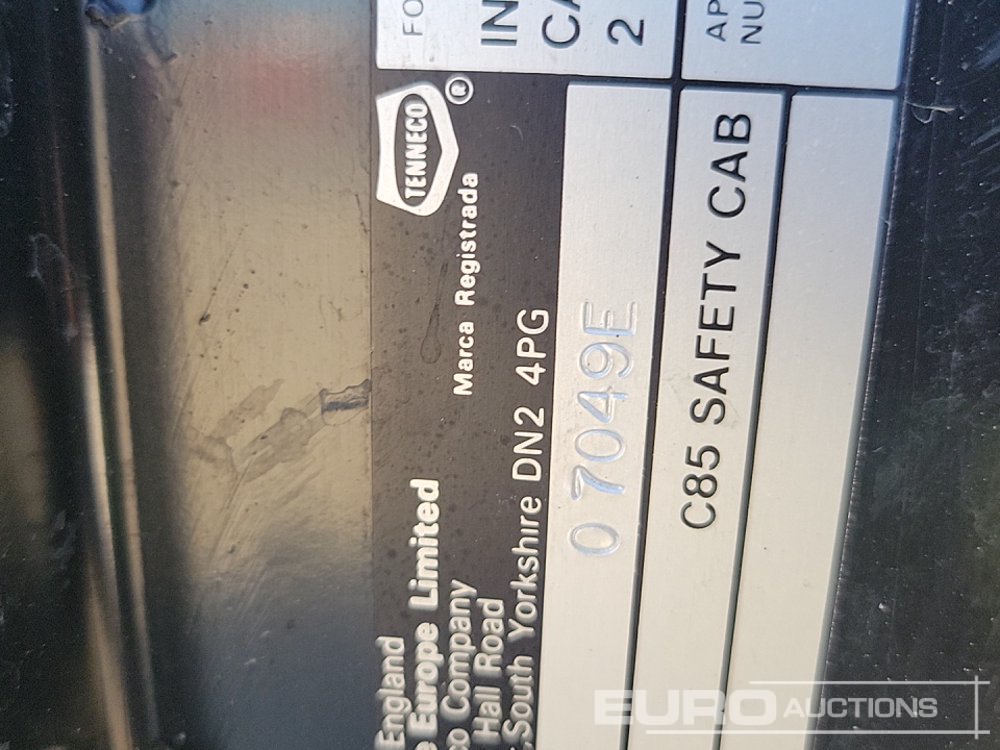 England
Europe Limited
Company
Hall Road
South Yorkshire DN2 4PG
TENNECO
®
Marca Registrada
07049E
C85 SAFETY CAB
2
EURO AUCTIONS